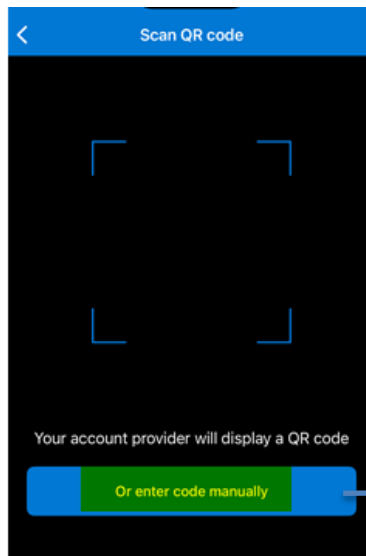 Scan QR code
Your account provider will display a QR code
Or enter code manually